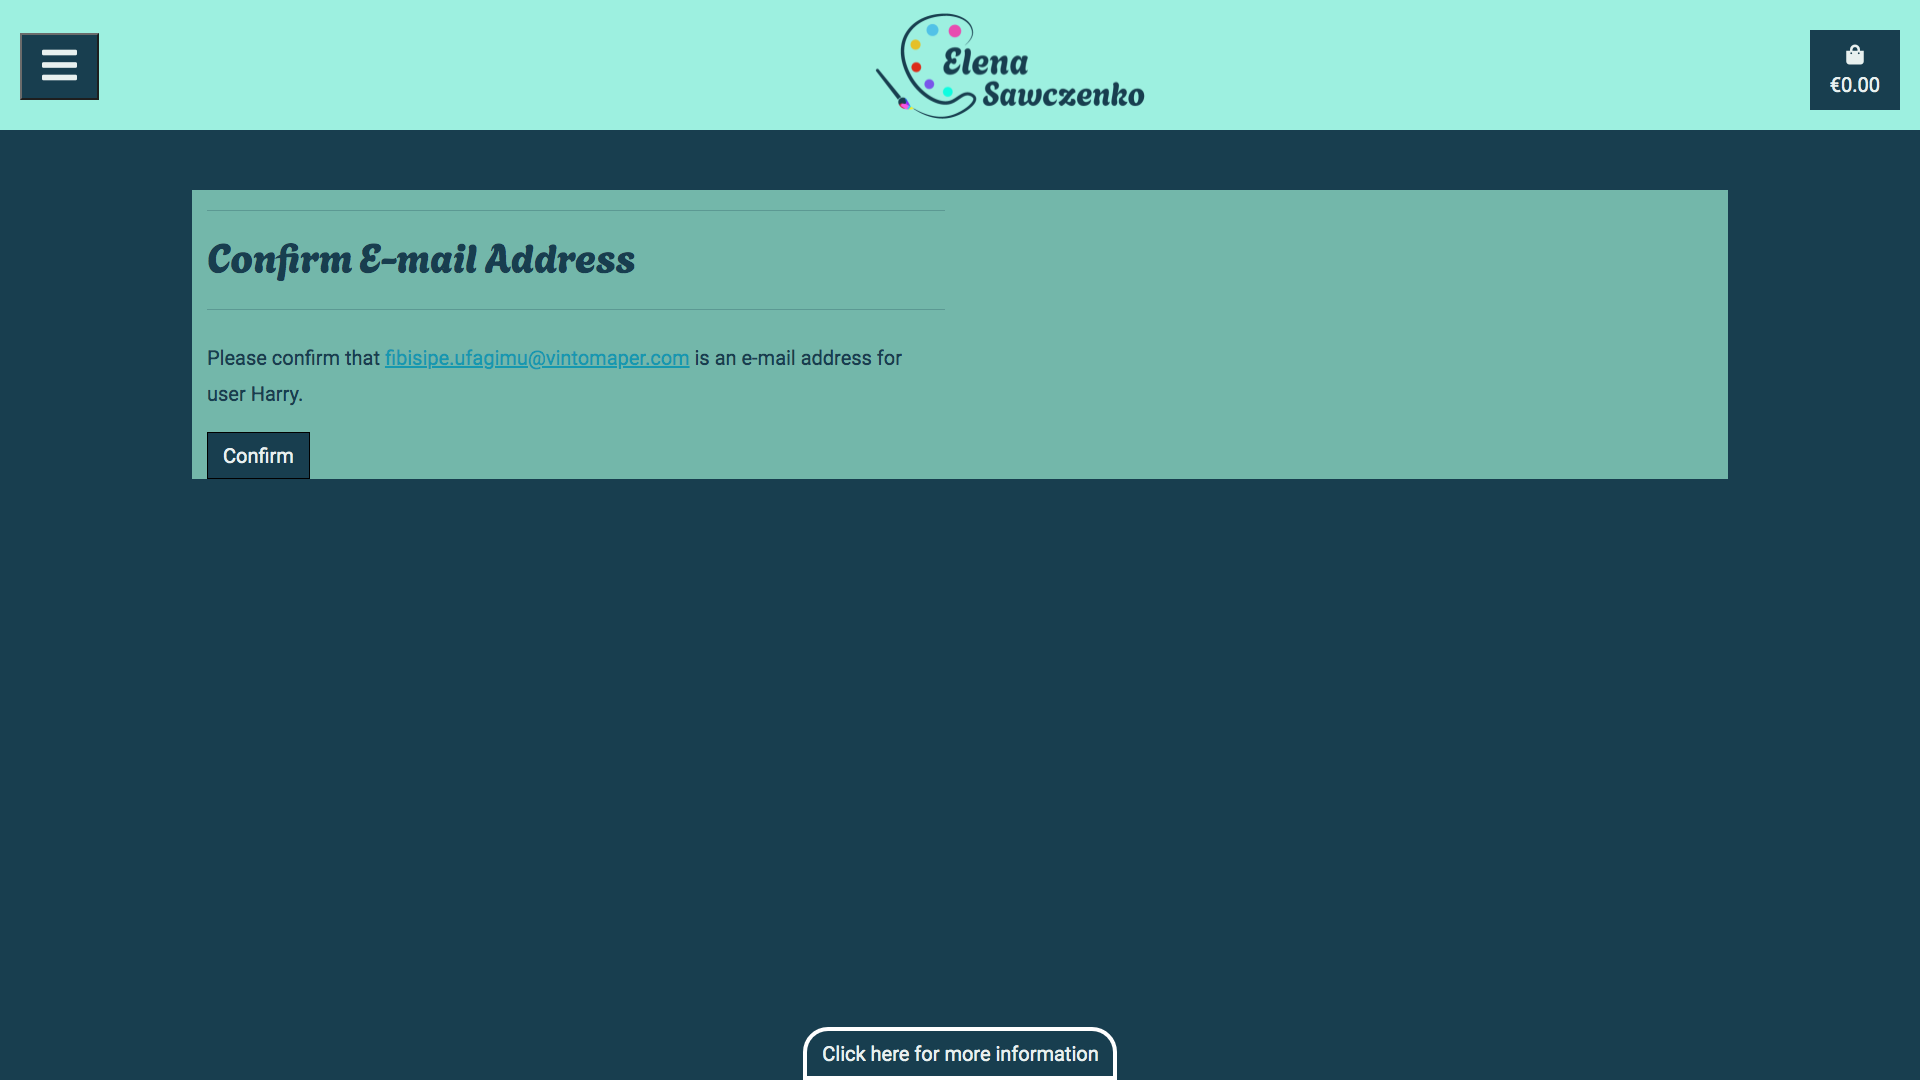 Elena
Sawczenko
€0.00
Confirm E-mail Address
Please confirm that fibisipe.ufagimu@vintomaper.com is an e-mail address for
user Harry.
Confirm
Click here for more information